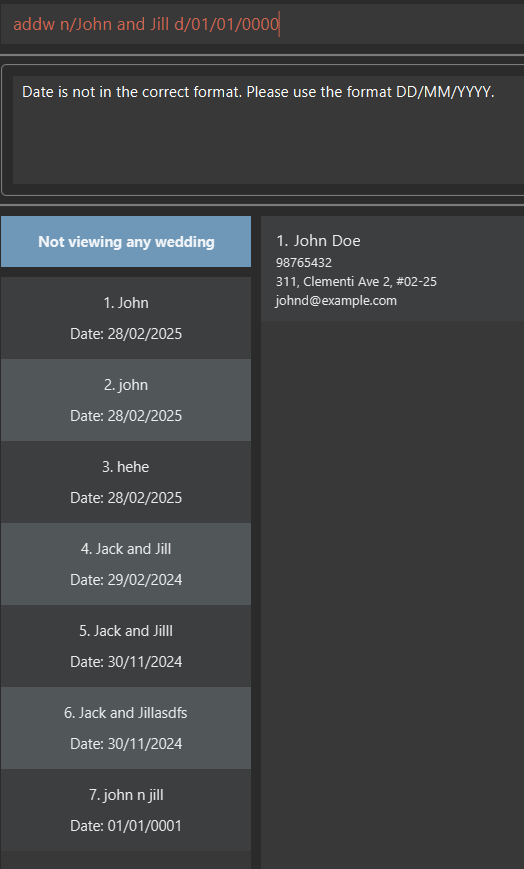 addw n/John and Jill d/01/01/0000
Date is not in the correct format. Please use the format DD/MM/YYYY.
Not viewing any wedding
1. John
Date: 28/02/2025
2. john
Date: 28/02/2025
3. hehe
Date: 28/02/2025
4. Jack and Jill
Date: 29/02/2024
5. Jack and Jilll
Date: 30/11/2024
6. Jack and Jillasdfs
Date: 30/11/2024
7. john n jill
Date: 01/01/0001
1. John Doe
98765432
311, Clementi Ave 2, #02-25
johnd@example.com